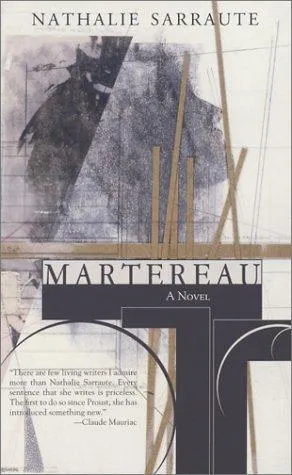 NATHALIE SARRAUTE
MARTEREAU
A NOVEL
"There are few living writers I admire
more than Nathalie Sarraute. Every
sentence that she writes is priceless.
The first to do so since Proust, she has
introduced something new."
—Claude Mauriac